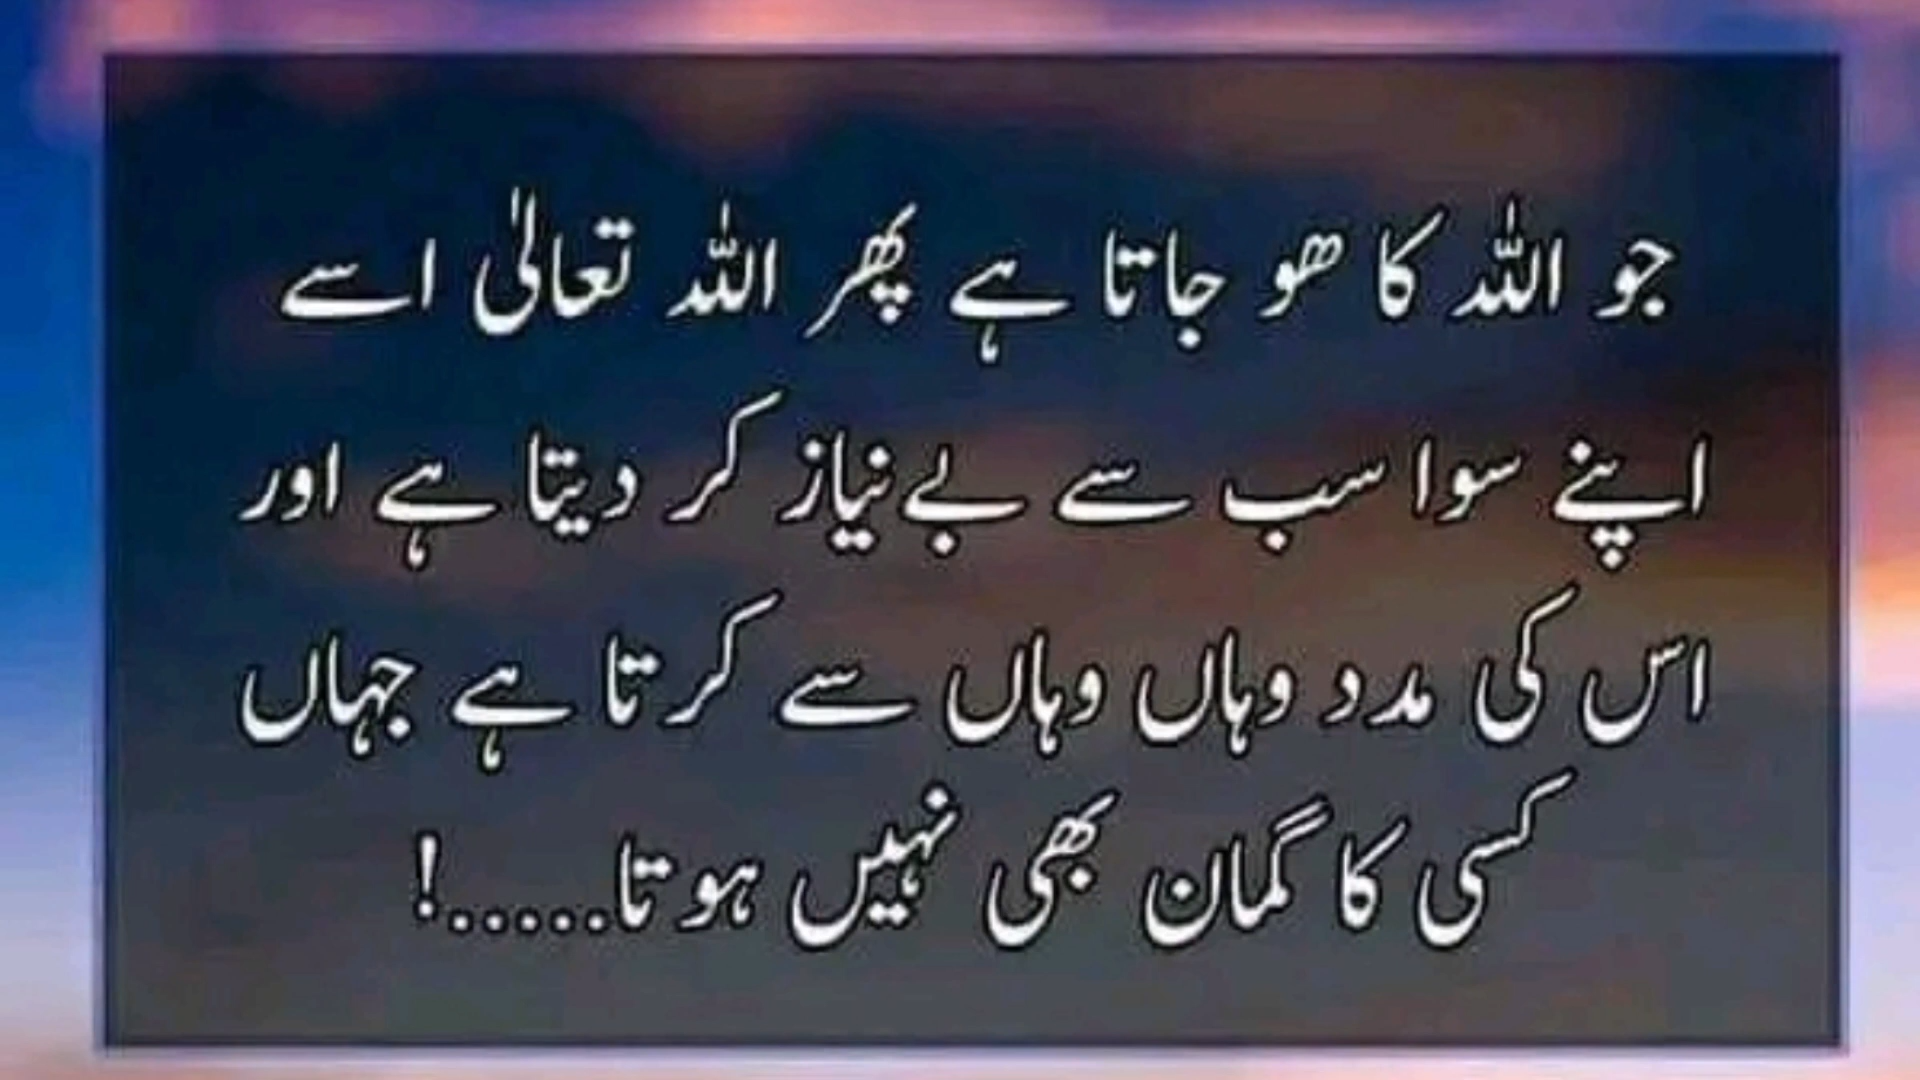 جو اللہ کا ھو جاتا ہے پھر اللہ تعالیٰ اسے
اپنے سوا سب سے بے نیاز کر دیتا ہے اور
اس کی مدد وہاں وہاں سے کرتا ہے جہاں
کسی کا گمان بھی نہیں ہوتا.....!